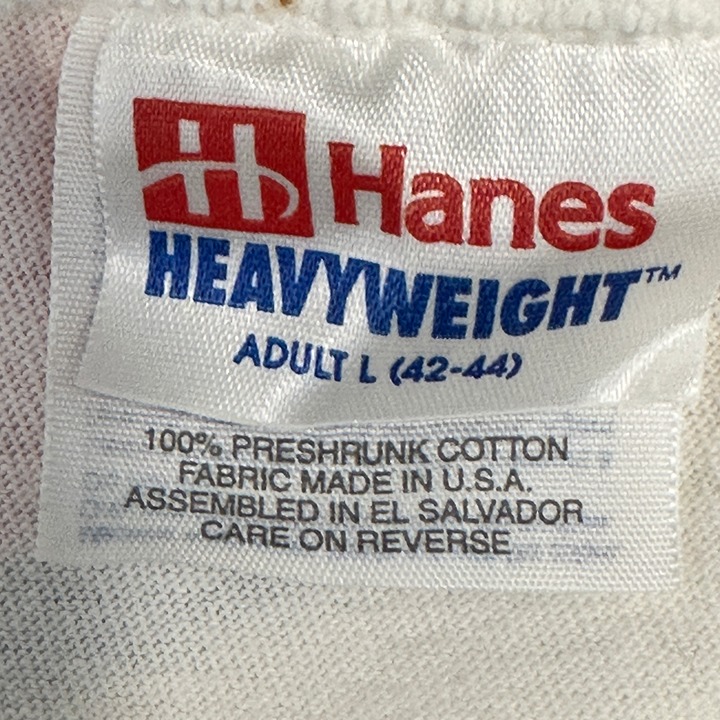 H Hanes
HEAVYWEIGHT™
ADULT L (42-44)
100% PRESHRUNK COTTON
FABRIC MADE IN U.S.A.
ASSEMBLED IN EL SALVADOR
CARE ON REVERSE